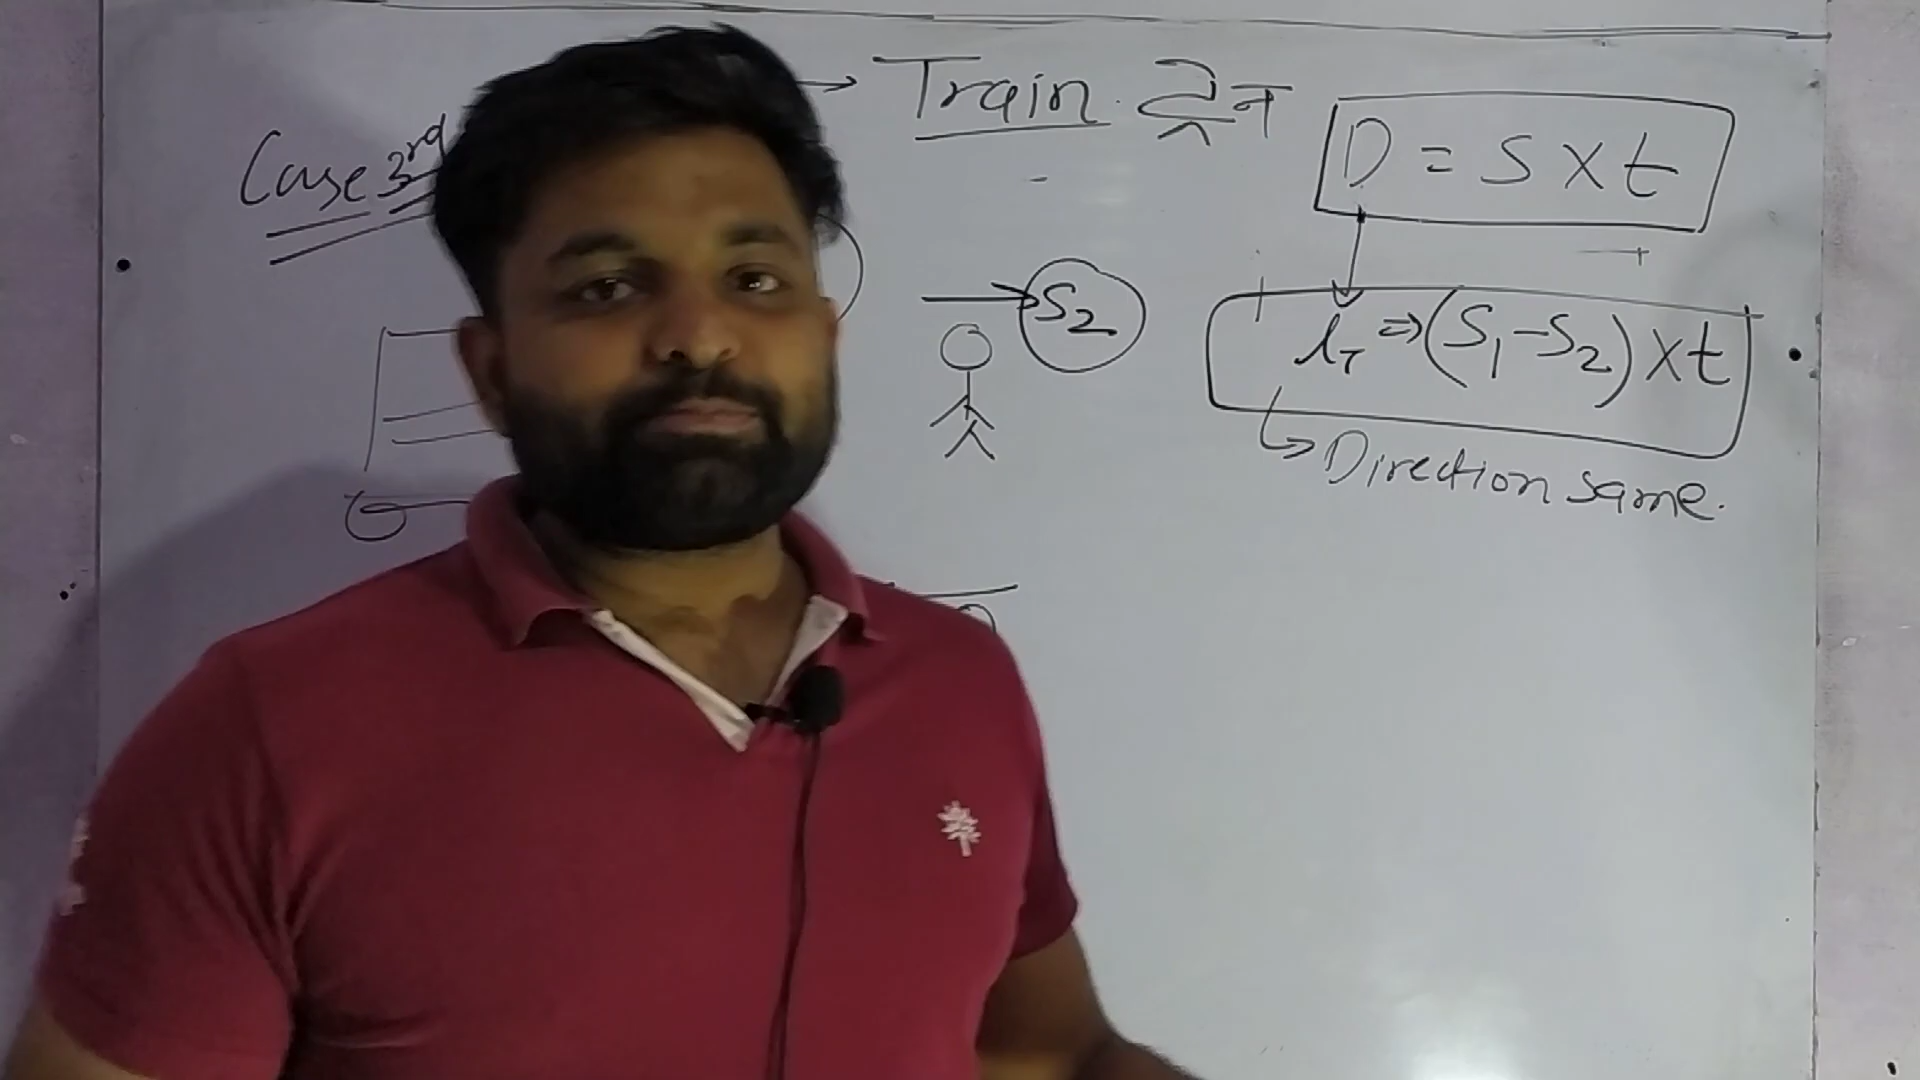 Case 3rd
→ Train ट्रेन
D = S x t
S2
lT ⇒ (S1 - S2) x t
↳ Direction same.